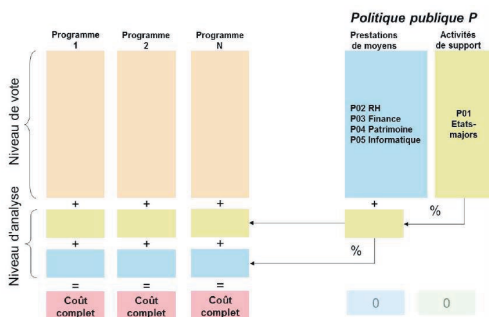 Politique publique P
Programme
1
Programme
2
Programme
N
Prestations
de moyens
Activités
de support
Niveau de vote
P02 RH
P03 Finance
P04 Patrimoine
P05 Informatique
P01
Etats-
majors
+
+
+
+
%
Niveau d'analyse
+
+
+
%
=
=
=
Coût
complet
Coût
complet
Coût
complet
0
0